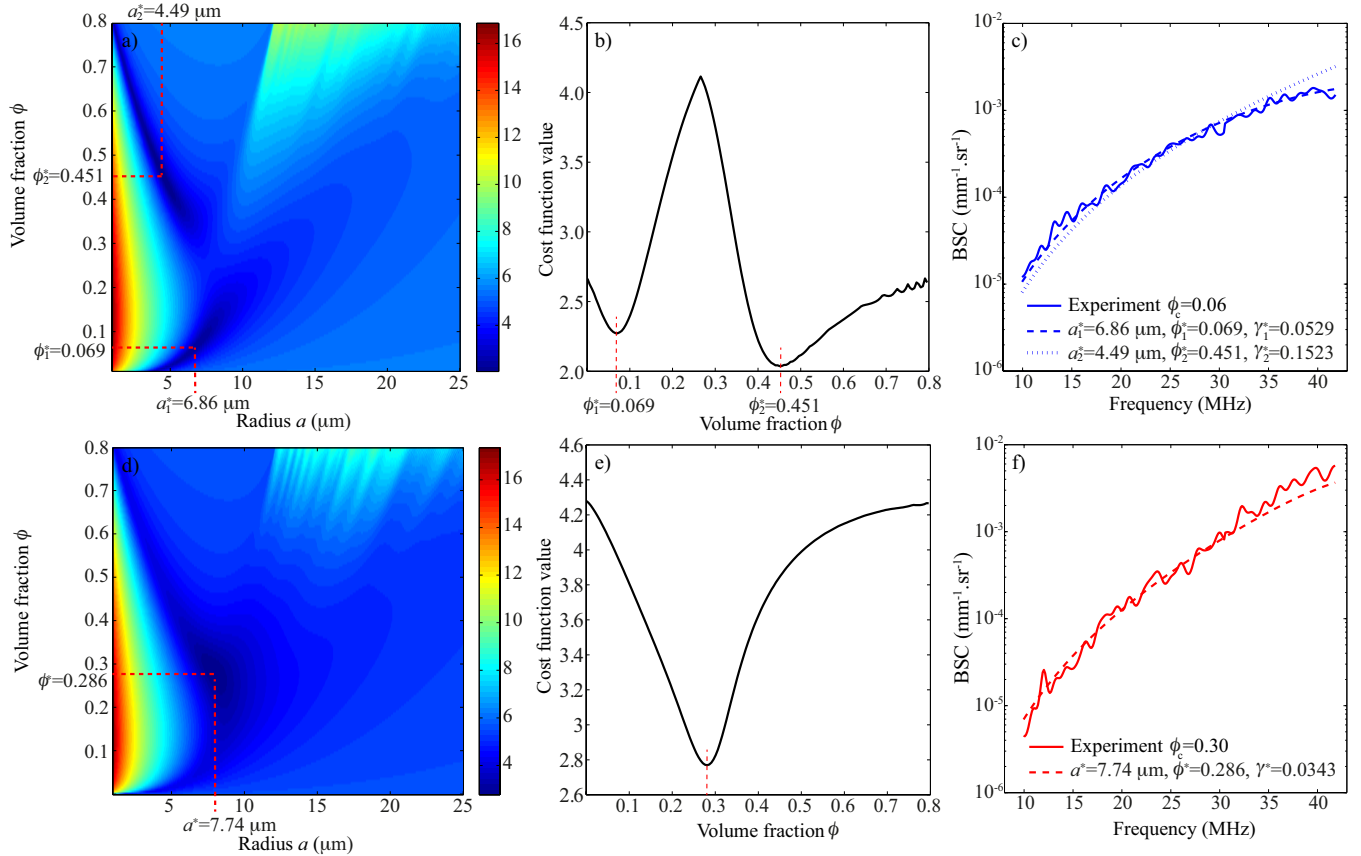 a₂*=4.49 µm
a)
0.8
0.7
0.6
0.5
0.4
0.3
0.2
0.1
Volume fraction ϕ
ϕ₂*=0.451
ϕ₁*=0.069
5 10 15 20 25
a₁*=6.86 µm
Radius a (µm)
16
14
12
10
8
6
4
2
b)
4.5
4.0
3.5
3.0
2.5
2.0
Cost function value
0.1 0.2 0.3 0.4 0.5 0.6 0.7 0.8
ϕ₁*=0.069
ϕ₂*=0.451
Volume fraction ϕ
c)
10⁻²
10⁻³
10⁻⁴
10⁻⁵
10⁻⁶
BSC (mm⁻¹.sr⁻¹)
Experiment ϕc=0.06
a₁*=6.86 µm, ϕ₁*=0.069, γ₁*=0.0529
a₂*=4.49 µm, ϕ₂*=0.451, γ₂*=0.1523
10 15 20 25 30 35 40
Frequency (MHz)
d)
0.8
0.7
0.6
0.5
0.4
0.3
0.2
0.1
Volume fraction ϕ
ϕ*=0.286
5 10 15 20 25
a*=7.74 µm
Radius a (µm)
16
14
12
10
8
6
4
e)
4.6
4.4
4.2
4
3.8
3.6
3.4
3.2
3
2.8
2.6
Cost function value
0.1 0.2 0.3 0.4 0.5 0.6 0.7 0.8
Volume fraction ϕ
f)
10⁻²
10⁻³
10⁻⁴
10⁻⁵
10⁻⁶
BSC (mm⁻¹.sr⁻¹)
Experiment ϕc=0.30
a*=7.74 µm, ϕ*=0.286, γ*=0.0343
10 15 20 25 30 35 40
Frequency (MHz)